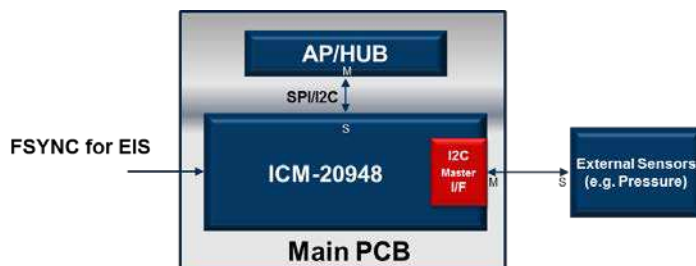 AP/HUB
M
SPI/I2C
S
FSYNC for EIS
ICM-20948
I2C
Master
I/F
M
S
External Sensors
(e.g. Pressure)
Main PCB